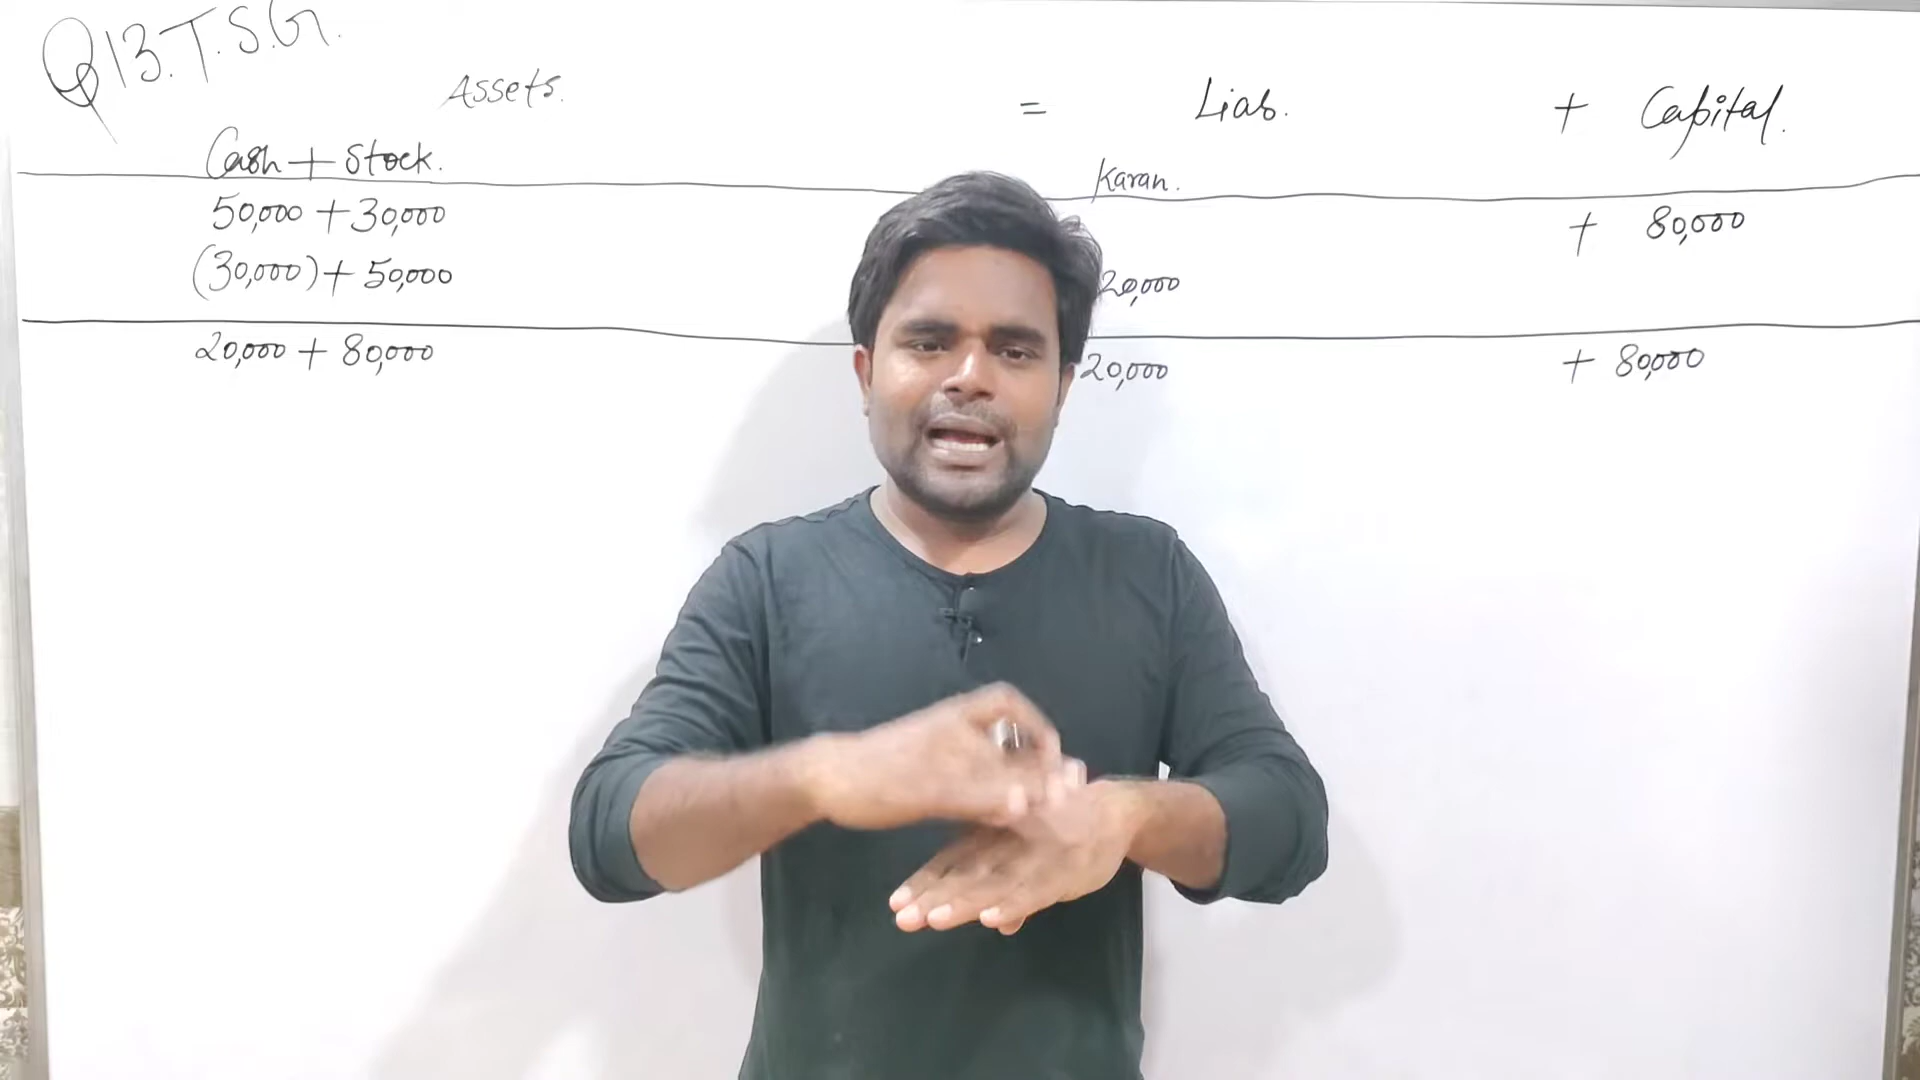 Q13. T.S.G.
Assets. = Liab. + Capital.
Cash + Stock. Karan.
50,000 + 30,000 + 80,000
(30,000) + 50,000 20,000
20,000 + 80,000 20,000 + 80,000